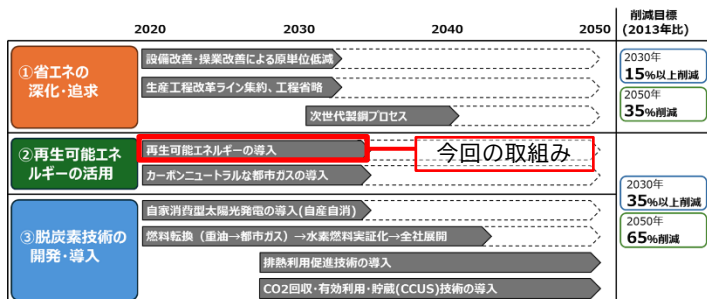 2020
2030
2040
2050
削減目標
(2013年比)
①省エネの
深化・追求
設備改善・操業改善による原単位低減
生産工程改革ライン集約、工程省略
次世代製鋼プロセス
2030年
15%以上削減
2050年
35%削減
②再生可能エネ
ルギーの活用
再生可能エネルギーの導入
今回の取組み
カーボンニュートラルな都市ガスの導入
③脱炭素技術の
開発・導入
自家消費型太陽光発電の導入(自産自消)
燃料転換（重油→都市ガス）→水素燃料実証化→全社展開
排熱利用促進技術の導入
CO2回収・有効利用・貯蔵(CCUS)技術の導入
2030年
35%以上削減
2050年
65%削減